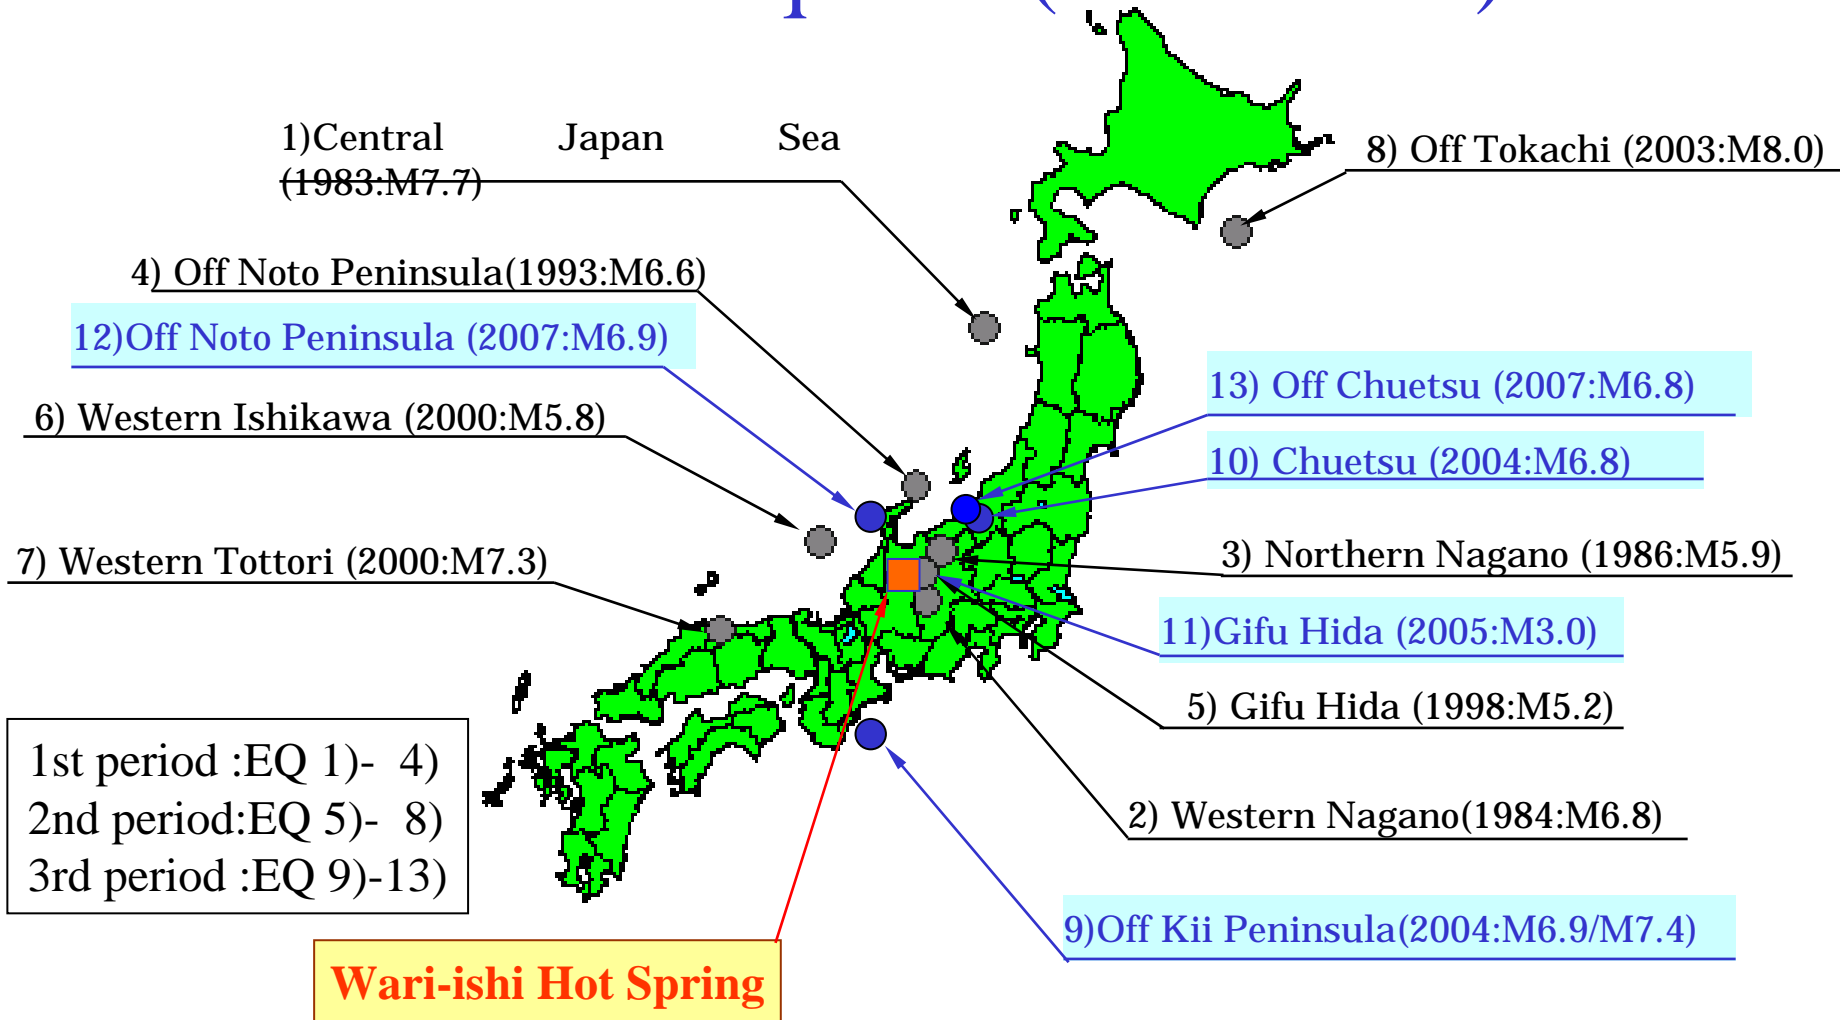 1)Central Japan Sea
(1983:M7.7)
8) Off Tokachi (2003:M8.0)
4) Off Noto Peninsula(1993:M6.6)
12)Off Noto Peninsula (2007:M6.9)
13) Off Chuetsu (2007:M6.8)
6) Western Ishikawa (2000:M5.8)
10) Chuetsu (2004:M6.8)
7) Western Tottori (2000:M7.3)
3) Northern Nagano (1986:M5.9)
11)Gifu Hida (2005:M3.0)
5) Gifu Hida (1998:M5.2)
1st period :EQ 1)- 4)
2nd period:EQ 5)- 8)
3rd period :EQ 9)-13)
2) Western Nagano(1984:M6.8)
9)Off Kii Peninsula(2004:M6.9/M7.4)
Wari-ishi Hot Spring